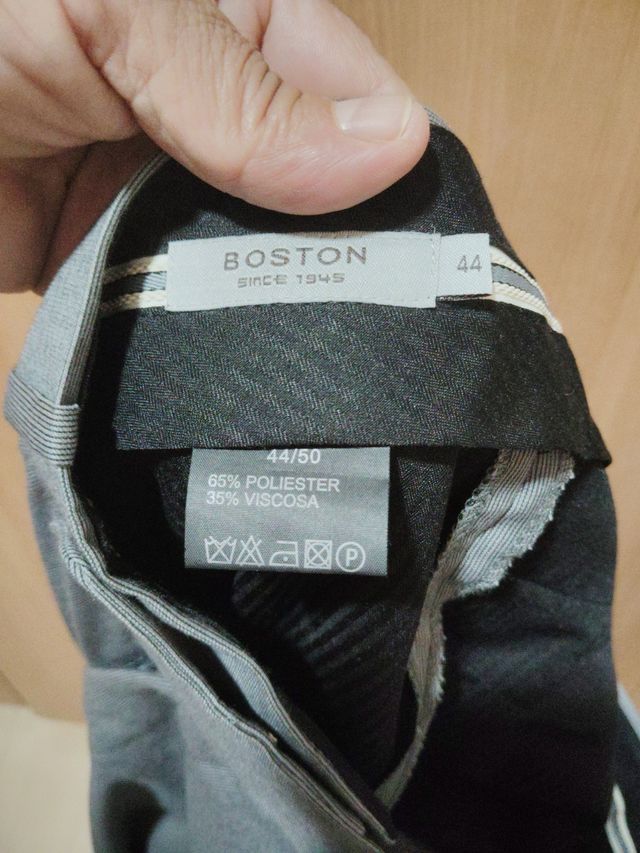 BOSTON
SINCE 1945
44
44/50
65% POLIESTER
35% VISCOSA
P